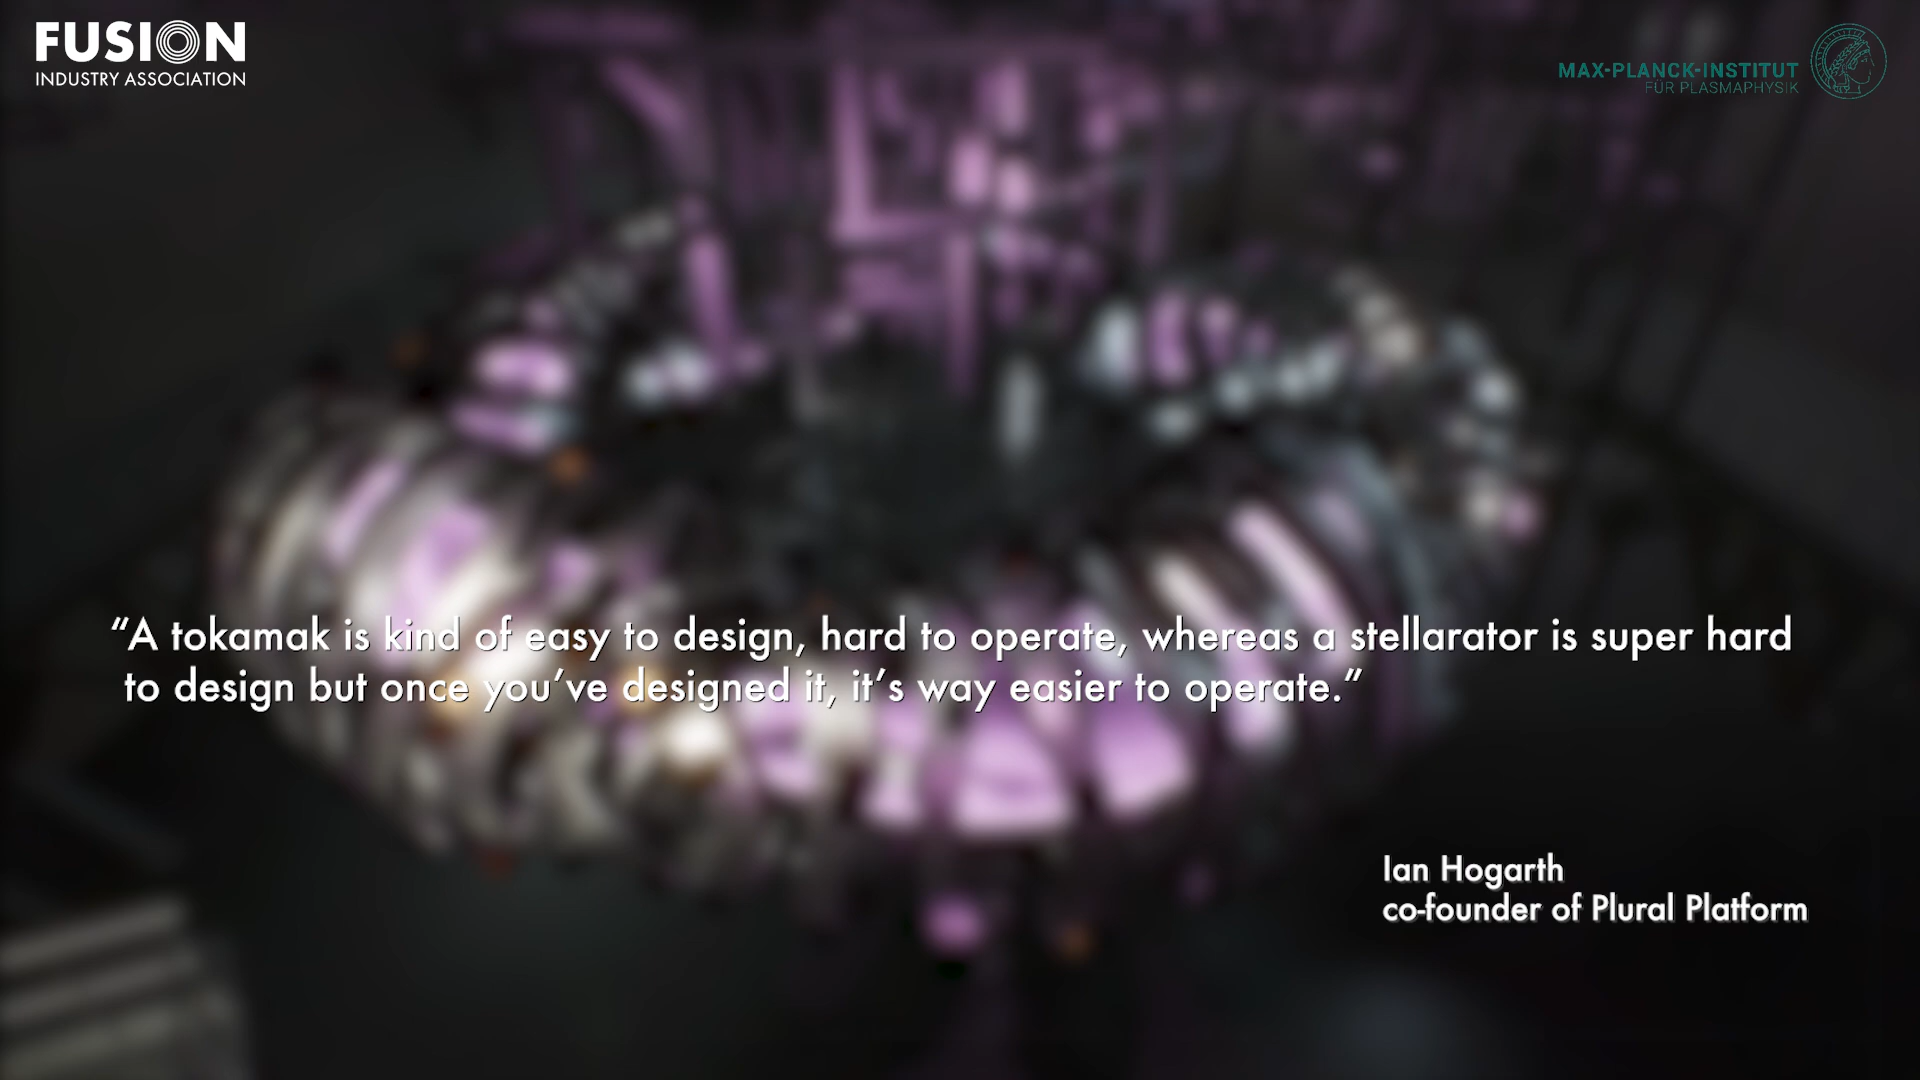 FUSION
INDUSTRY ASSOCIATION
MAX-PLANCK-INSTITUT
FÜR PLASMAPHYSIK
“A tokamak is kind of easy to design, hard to operate, whereas a stellarator is super hard
to design but once you’ve designed it, it’s way easier to operate.”
Ian Hogarth
co-founder of Plural Platform